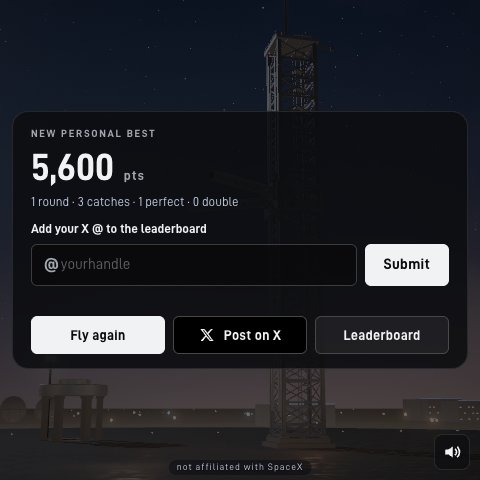 NEW PERSONAL BEST
5,600 pts
1 round · 3 catches · 1 perfect · 0 double
Add your X @ to the leaderboard
@yourhandle
Submit
Fly again
Post on X
Leaderboard
not affiliated with SpaceX